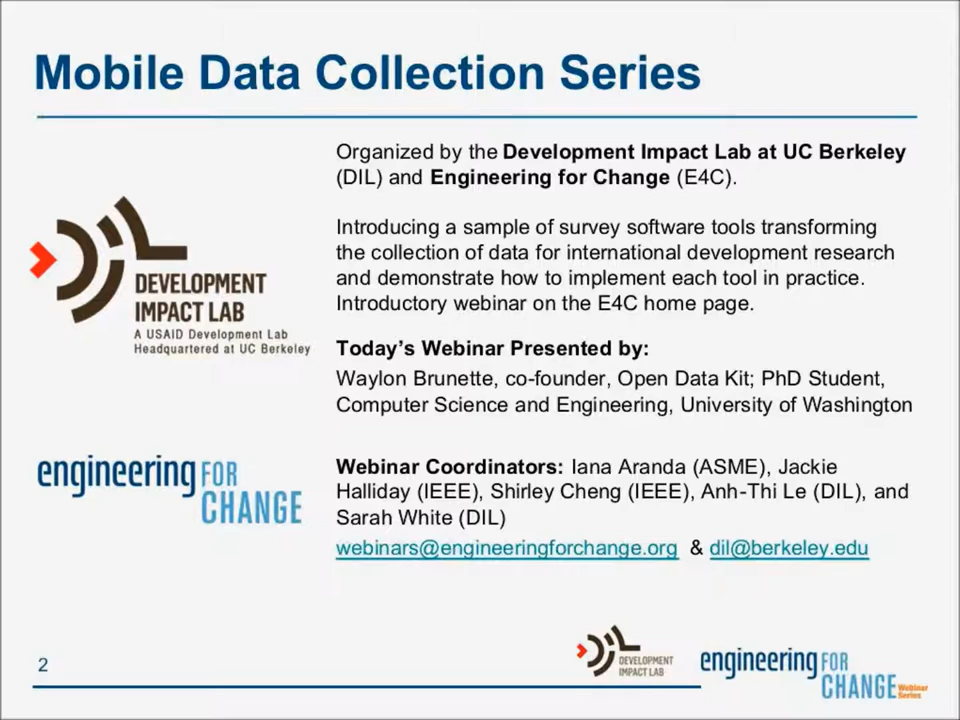 Mobile Data Collection Series
Organized by the Development Impact Lab at UC Berkeley
(DIL) and Engineering for Change (E4C).
Introducing a sample of survey software tools transforming
the collection of data for international development research
and demonstrate how to implement each tool in practice.
Introductory webinar on the E4C home page.
DIL
DEVELOPMENT
IMPACT LAB
A USAID Development Lab
Headquartered at UC Berkeley
Today's Webinar Presented by:
Waylon Brunette, co-founder, Open Data Kit; PhD Student,
Computer Science and Engineering, University of Washington
engineering FOR
CHANGE
Webinar Coordinators: Iana Aranda (ASME), Jackie
Halliday (IEEE), Shirley Cheng (IEEE), Anh-Thi Le (DIL), and
Sarah White (DIL)
webinars@engineeringforchange.org & dil@berkeley.edu
2
DIL
DEVELOPMENT
IMPACT LAB
engineering FOR
CHANGE Webinar
Series